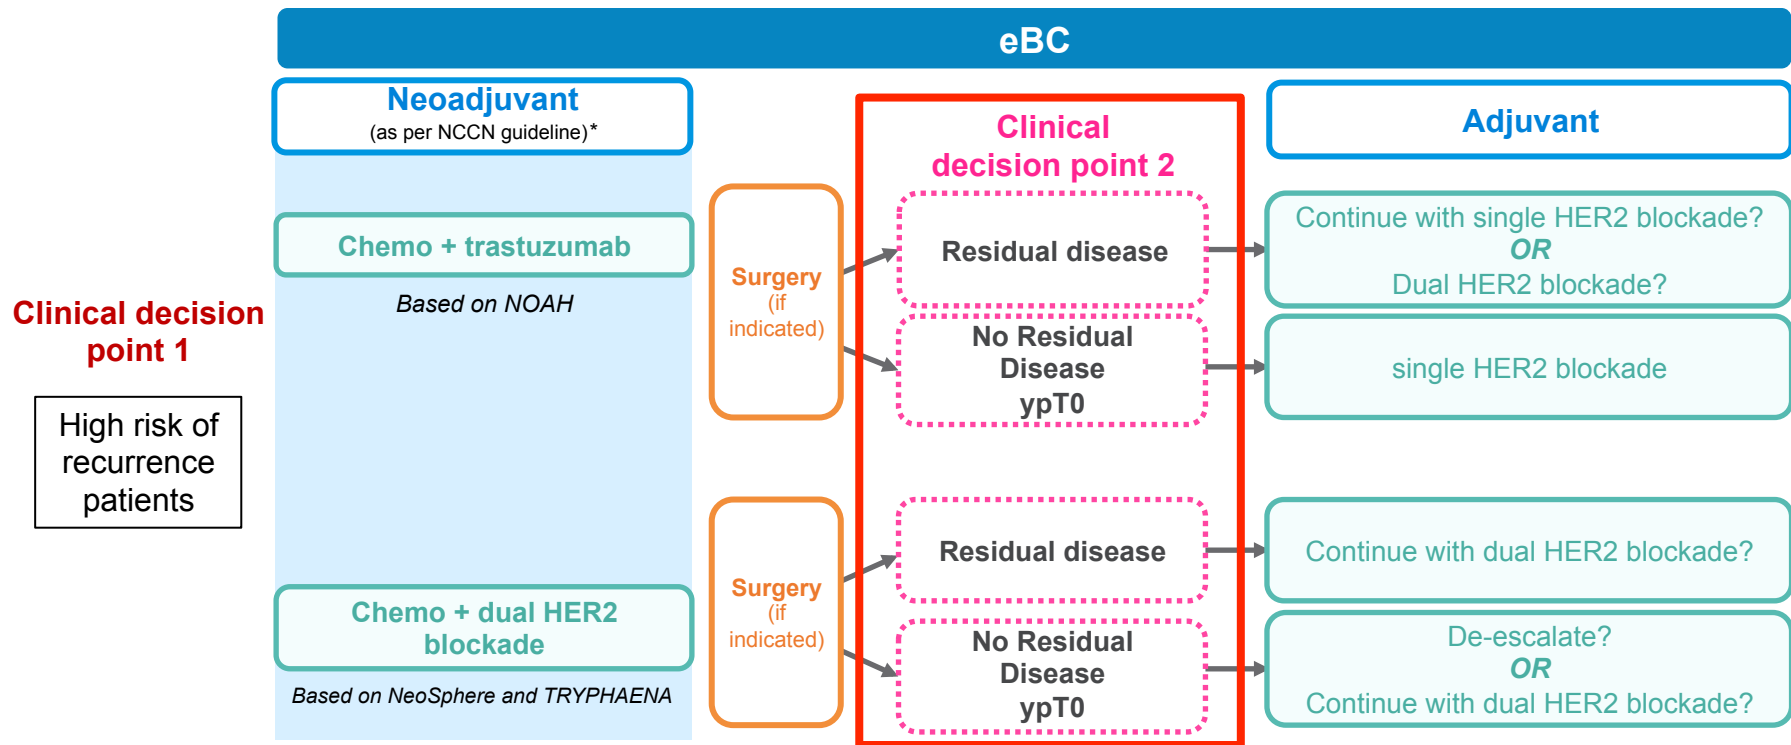 eBC
Neoadjuvant
(as per NCCN guideline)*
Clinical
decision point 2
Adjuvant
Clinical decision
point 1
High risk of
recurrence
patients
Chemo + trastuzumab
Based on NOAH
Surgery
(if
indicated)
Residual disease
Continue with single HER2 blockade?
OR
Dual HER2 blockade?
No Residual
Disease
ypT0
single HER2 blockade
Chemo + dual HER2
blockade
Based on NeoSphere and TRYPHAENA
Surgery
(if
indicated)
Residual disease
Continue with dual HER2 blockade?
No Residual
Disease
ypT0
De-escalate?
OR
Continue with dual HER2 blockade?